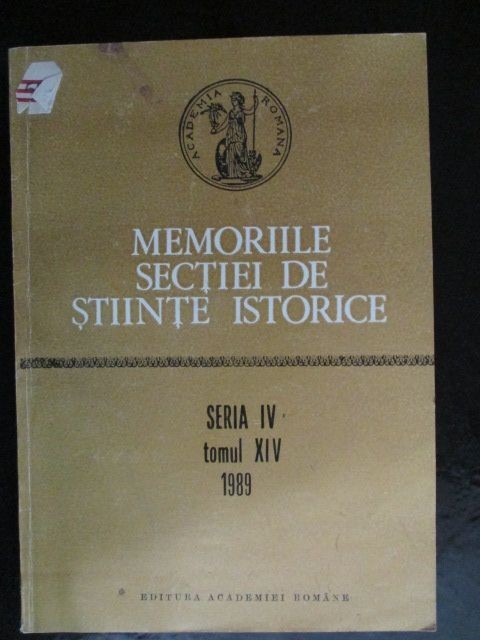 ACADEMIA ROMANA
MEMORIILE
SECȚIEI DE
ȘTIINȚE ISTORICE
SERIA IV
tomul XIV
1989
EDITURA ACADEMIEI ROMÂNE